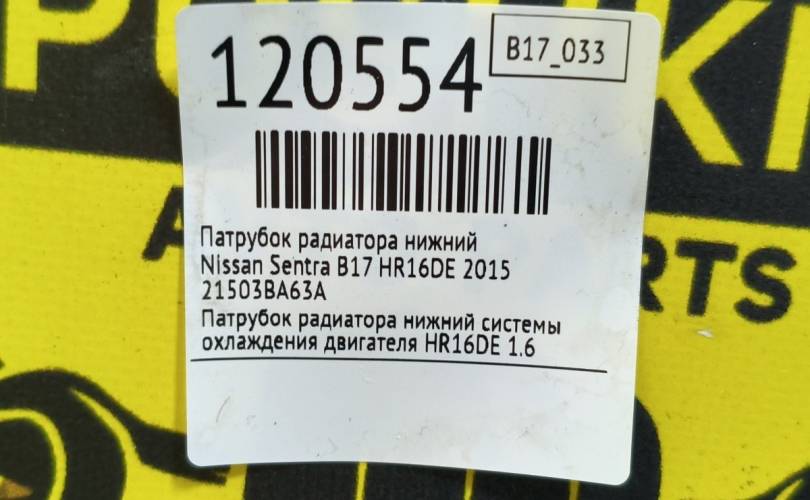 120554
B17_033
Патрубок радиатора нижний
Nissan Sentra B17 HR16DE 2015
21503BA63A
Патрубок радиатора нижний системы
охлаждения двигателя HR16DE 1.6